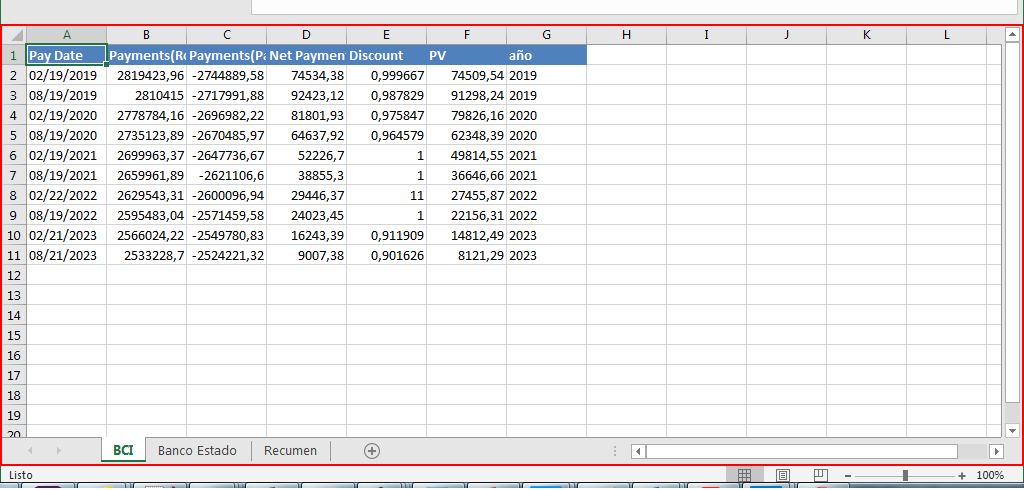 A B C D E F G H I J K L
1 Pay Date Payments(R Payments(P Net Paymen Discount PV año
2 02/19/2019 2819423,96 -2744889,58 74534,38 0,999667 74509,54 2019
3 08/19/2019 2810415 -2717991,88 92423,12 0,987829 91298,24 2019
4 02/19/2020 2778784,16 -2696982,22 81801,93 0,975847 79826,16 2020
5 08/19/2020 2735123,89 -2670485,97 64637,92 0,964579 62348,39 2020
6 02/19/2021 2699963,37 -2647736,67 52226,7 1 49814,55 2021
7 08/19/2021 2659961,89 -2621106,6 38855,3 1 36646,66 2021
8 02/22/2022 2629543,31 -2600096,94 29446,37 11 27455,87 2022
9 08/19/2022 2595483,04 -2571459,58 24023,45 1 22156,31 2022
10 02/21/2023 2566024,22 -2549780,83 16243,39 0,911909 14812,49 2023
11 08/21/2023 2533228,7 -2524221,32 9007,38 0,901626 8121,29 2023
12
13
14
15
16
17
18
19
20
BCI Banco Estado Recumen
Listo 100%